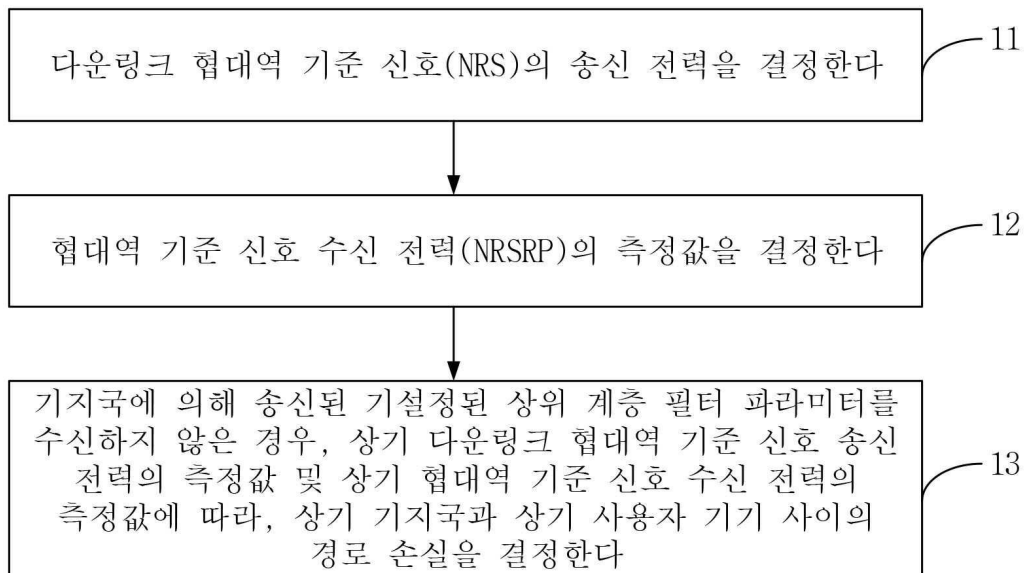 다운링크 협대역 기준 신호(NRS)의 송신 전력을 결정한다
11
협대역 기준 신호 수신 전력(NRSRP)의 측정값을 결정한다
12
기지국에 의해 송신된 기설정된 상위 계층 필터 파라미터를
수신하지 않은 경우, 상기 다운링크 협대역 기준 신호 송신
전력의 측정값 및 상기 협대역 기준 신호 수신 전력의
측정값에 따라, 상기 기지국과 상기 사용자 기기 사이의
경로 손실을 결정한다
13